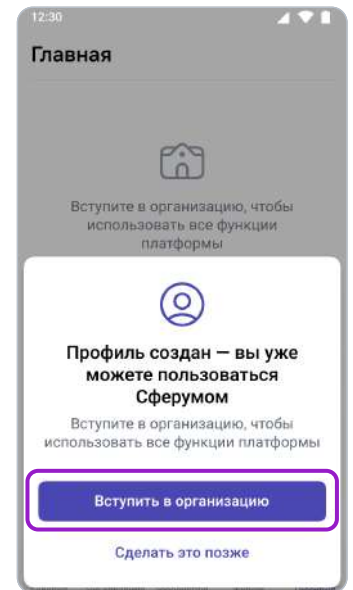 12:30
Главная
Вступите в организацию, чтобы
использовать все функции
платформы
Профиль создан — вы уже
можете пользоваться
Сферумом
Вступите в организацию, чтобы
использовать все функции платформы
Вступить в организацию
Сделать это позже